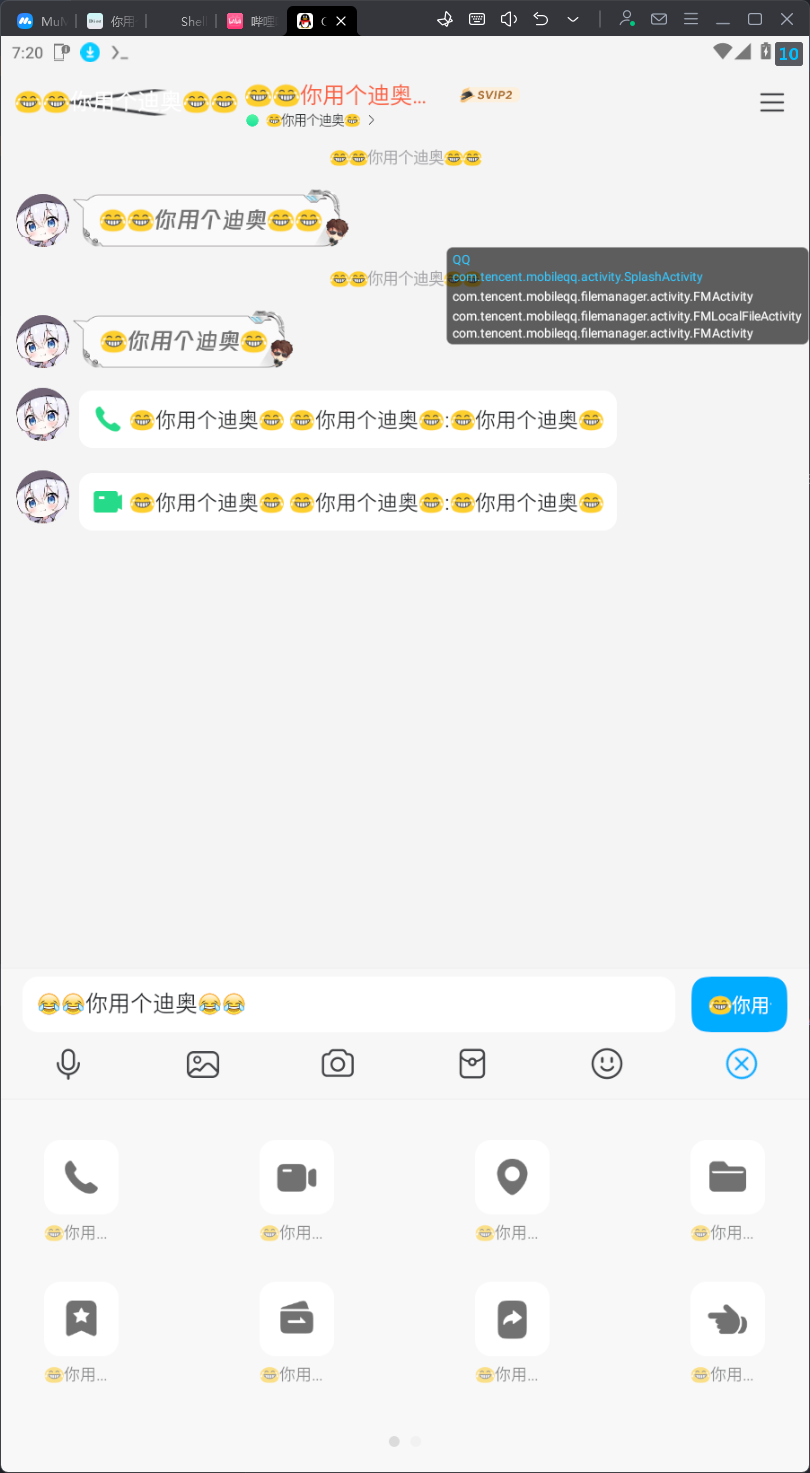 Mu 你用 Shel 哔哩
7:20 10
😂😂你用个迪奥😂😂 😂😂你用个迪奥... SVIP2
😁你用个迪奥😁
😂😂你用个迪奥😂😂
😂😂你用个迪奥😂😂
QQ
com.tencent.mobileqq.activity.SplashActivity
com.tencent.mobileqq.filemanager.activity.FMActivity
com.tencent.mobileqq.filemanager.activity.FMLocalFileActivity
com.tencent.mobileqq.filemanager.activity.FMActivity
😂😂你用个迪奥😂😂
😁你用个迪奥😁
😁你用个迪奥😁 😁你用个迪奥😁:😁你用个迪奥😁
😁你用个迪奥😁 😁你用个迪奥😁:😁你用个迪奥😁
😂😂你用个迪奥😂😂
😁你用
😁你用... 😁你用... 😁你用... 😁你用...
😁你用... 😁你用... 😁你用... 😁你用...